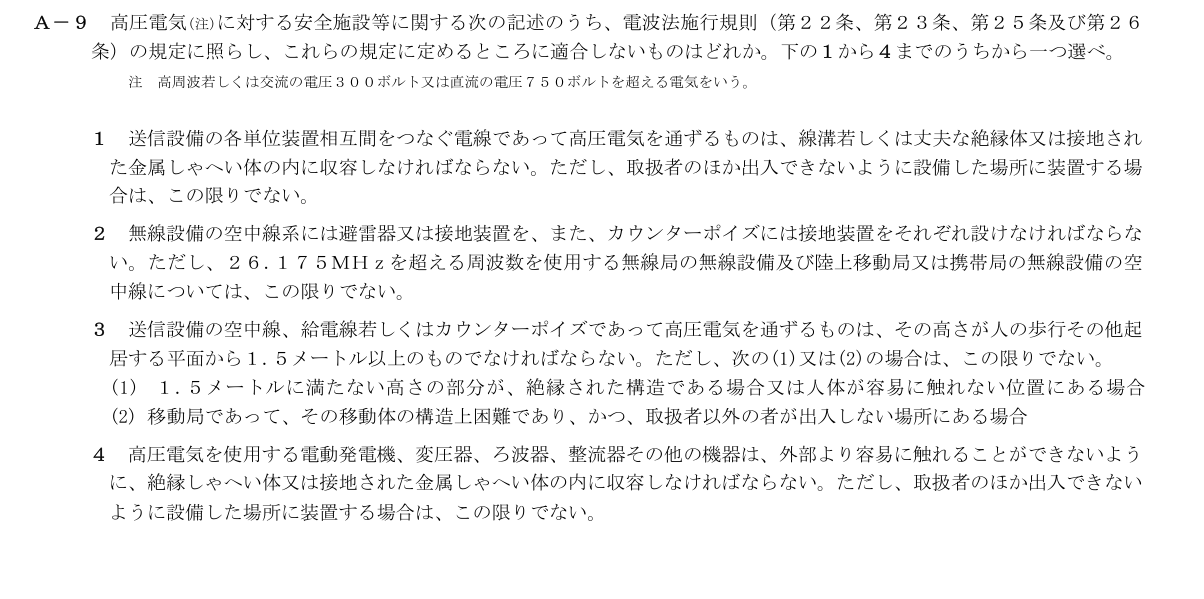 Ａ－９　高圧電気(注)に対する安全施設等に関する次の記述のうち、電波法施行規則（第２２条、第２３条、第２５条及び第２６
条）の規定に照らし、これらの規定に定めるところに適合しないものはどれか。下の１から４までのうちから一つ選べ。
注　高周波若しくは交流の電圧３００ボルト又は直流の電圧７５０ボルトを超える電気をいう。
１　送信設備の各単位装置相互間をつなぐ電線であって高圧電気を通ずるものは、線溝若しくは丈夫な絶縁体又は接地され
た金属しゃへい体の内に収容しなければならない。ただし、取扱者のほか出入できないように設備した場所に装置する場
合は、この限りでない。
２　無線設備の空中線系には避雷器又は接地装置を、また、カウンターポイズには接地装置をそれぞれ設けなければならな
い。ただし、２６.１７５ＭＨｚを超える周波数を使用する無線局の無線設備及び陸上移動局又は携帯局の無線設備の空
中線については、この限りでない。
３　送信設備の空中線、給電線若しくはカウンターポイズであって高圧電気を通ずるものは、その高さが人の歩行その他起
居する平面から１.５メートル以上のものでなければならない。ただし、次の(1)又は(2)の場合は、この限りでない。
(1)　１.５メートルに満たない高さの部分が、絶縁された構造である場合又は人体が容易に触れない位置にある場合
(2)　移動局であって、その移動体の構造上困難であり、かつ、取扱者以外の者が出入しない場所にある場合
４　高圧電気を使用する電動発電機、変圧器、ろ波器、整流器その他の機器は、外部より容易に触れることができないよう
に、絶縁しゃへい体又は接地された金属しゃへい体の内に収容しなければならない。ただし、取扱者のほか出入できない
ように設備した場所に装置する場合は、この限りでない。